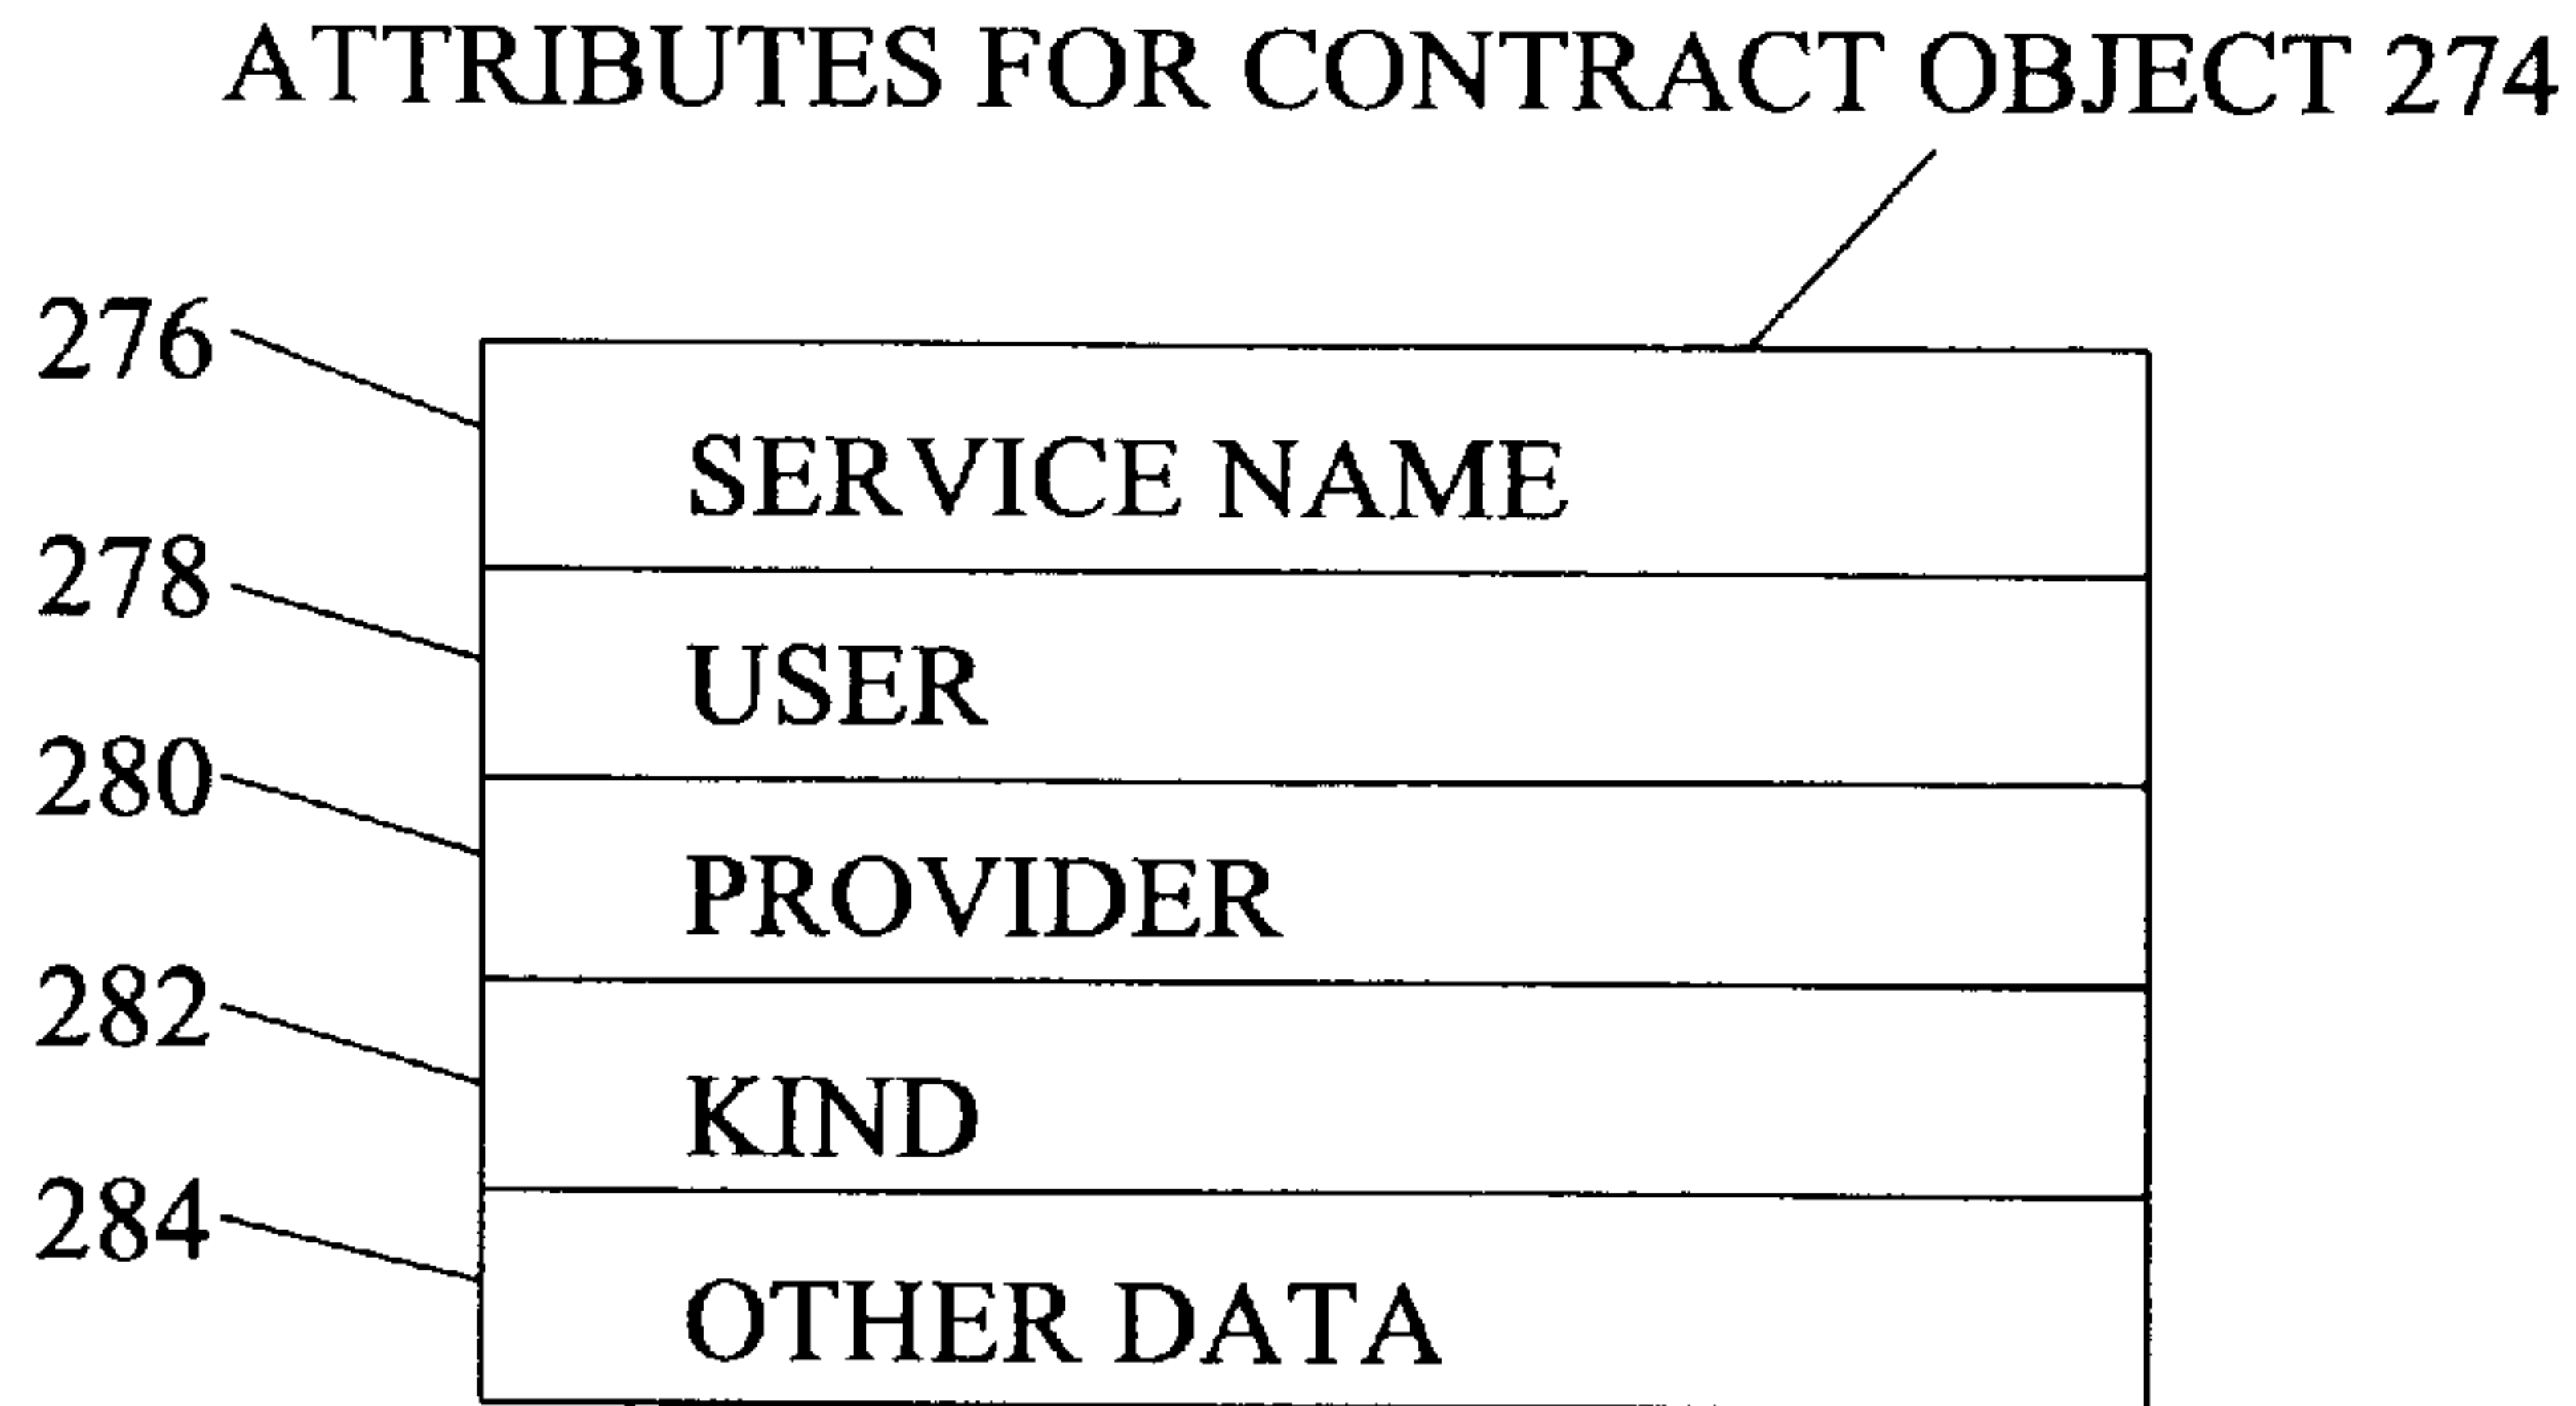 ATTRIBUTES FOR CONTRACT OBJECT 274
276
SERVICE NAME
278
USER
280
PROVIDER
282
KIND
284
OTHER DATA